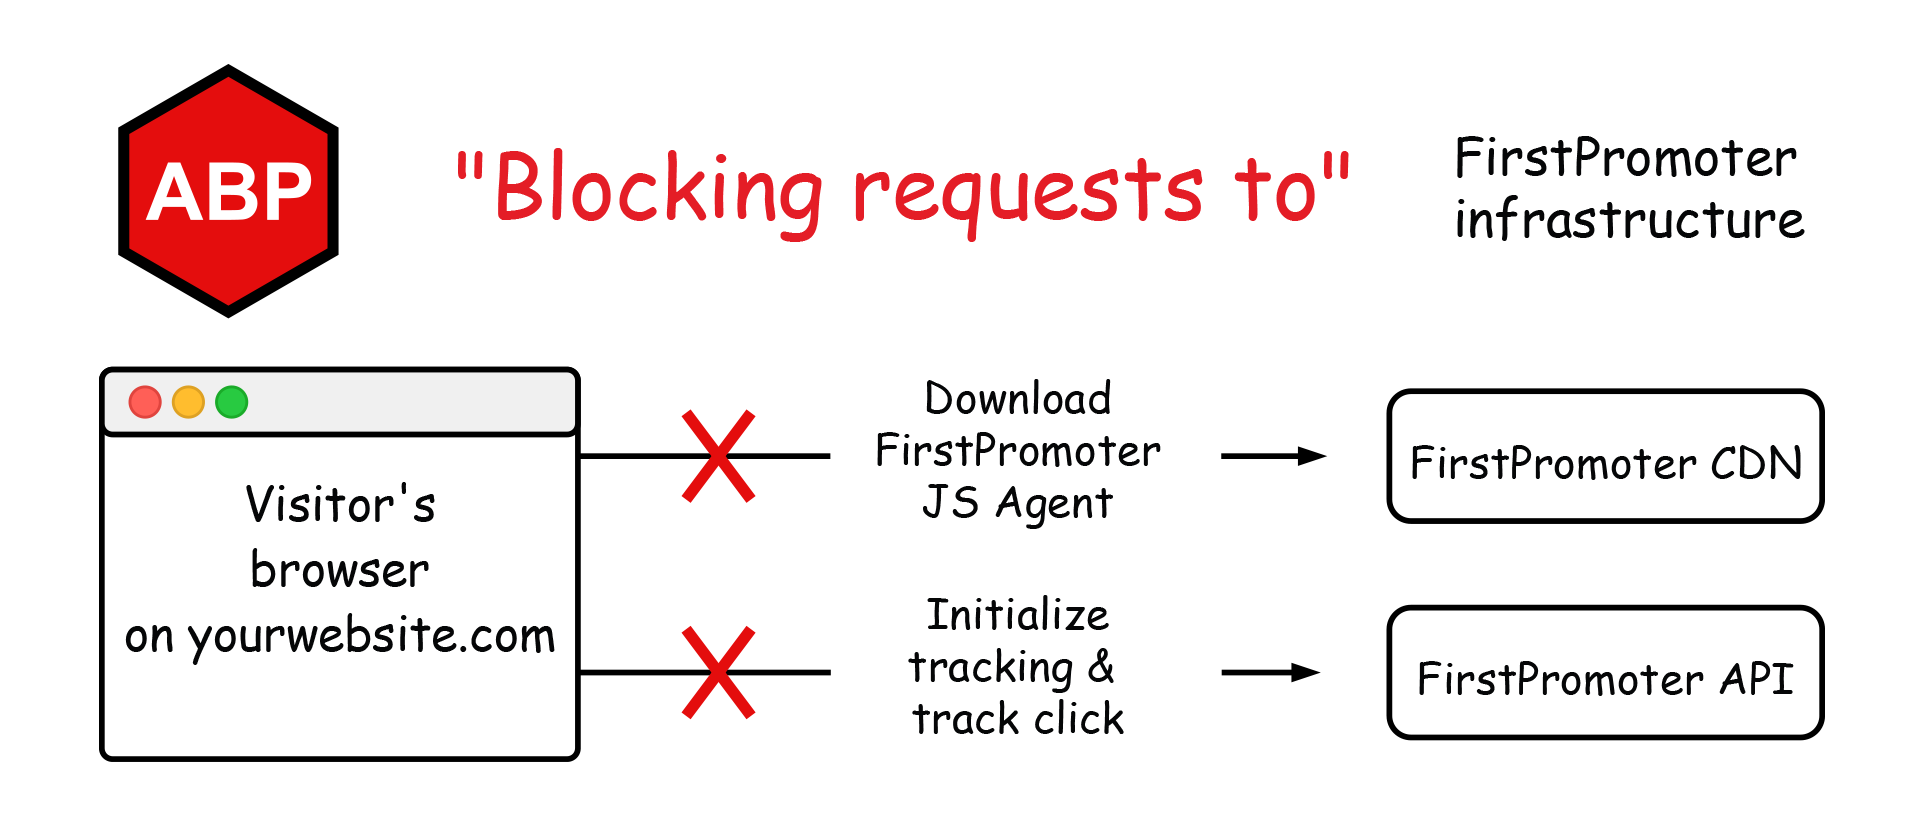 ABP
"Blocking requests to"
FirstPromoter
infrastructure
Visitor's
browser
on yourwebsite.com
Download
FirstPromoter
JS Agent
FirstPromoter CDN
Initialize
tracking &
track click
FirstPromoter API